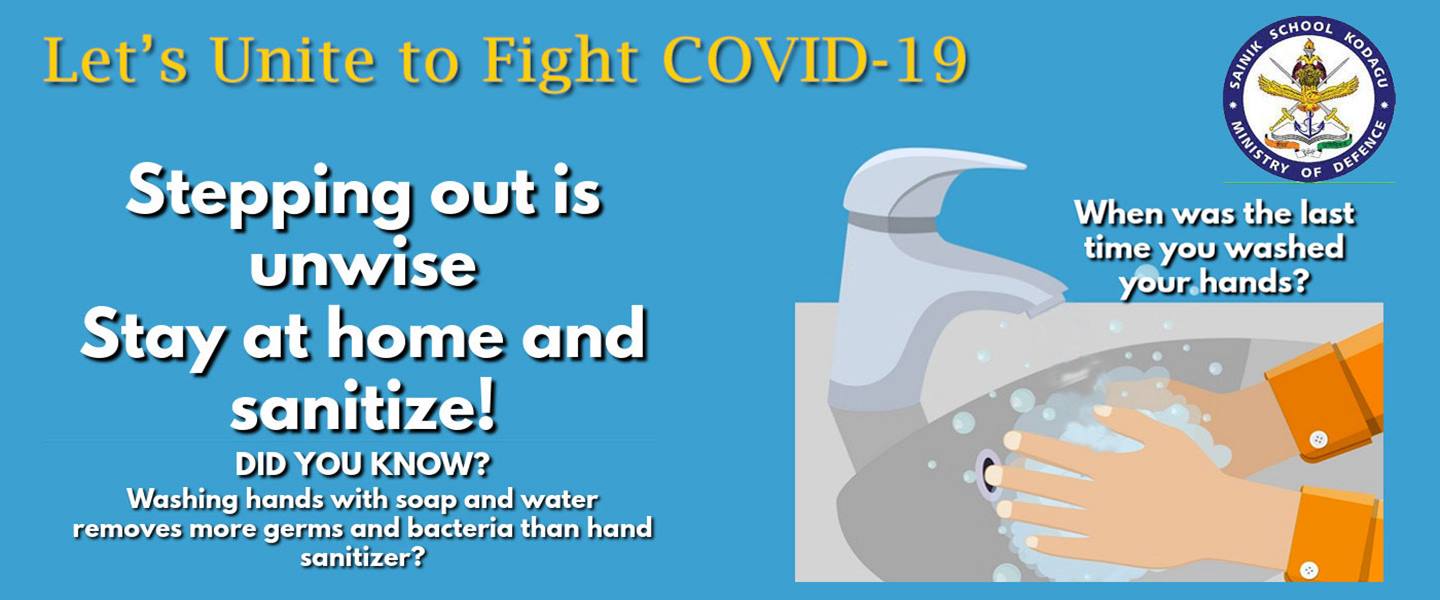 Let's Unite to Fight COVID-19
SAINIK SCHOOL KODAGU
MINISTRY OF DEFENCE
Stepping out is
unwise
Stay at home and
sanitize!
DID YOU KNOW?
Washing hands with soap and water
removes more germs and bacteria than hand
sanitizer?
When was the last
time you washed
your hands?